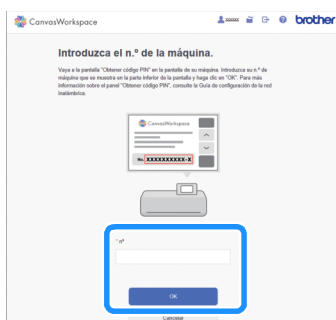 CanvasWorkspace
xxxxx
brother
Introduzca el n.º de la máquina.
Vaya a la pantalla "Obtener código PIN" en la pantalla de su máquina. Introduzca su n.º de
máquina que se muestra en la parte inferior de la pantalla y haga clic en "OK". Para más
información sobre el panel "Obtener código PIN", consulte la Guía de configuración de la red
inalámbrica.
CanvasWorkspace
No. XXXXXXXXXX-X
* nº
OK
Cancelar